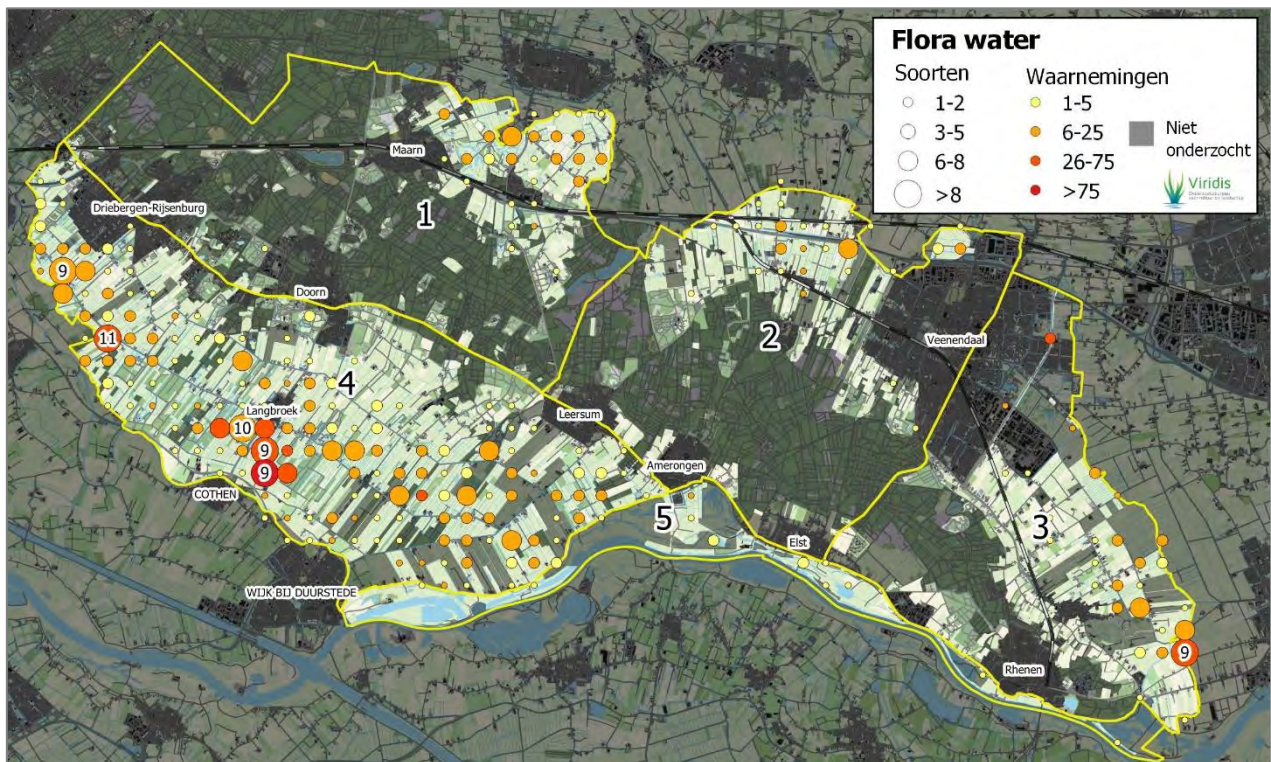 Flora water
Soorten
Waarnemingen
1-2
1-5
3-5
6-25
Niet
onderzocht
6-8
26-75
>8
>75
Viridis
Maarn
1
Driebergen-Rijsenburg
9
Doorn
11
2
Veenendaal
4
Langbroek
10
Leersum
9
9
Amerongen
COTHEN
5
3
Elst
WIJK BIJ DUURSTEDE
9
Rhenen